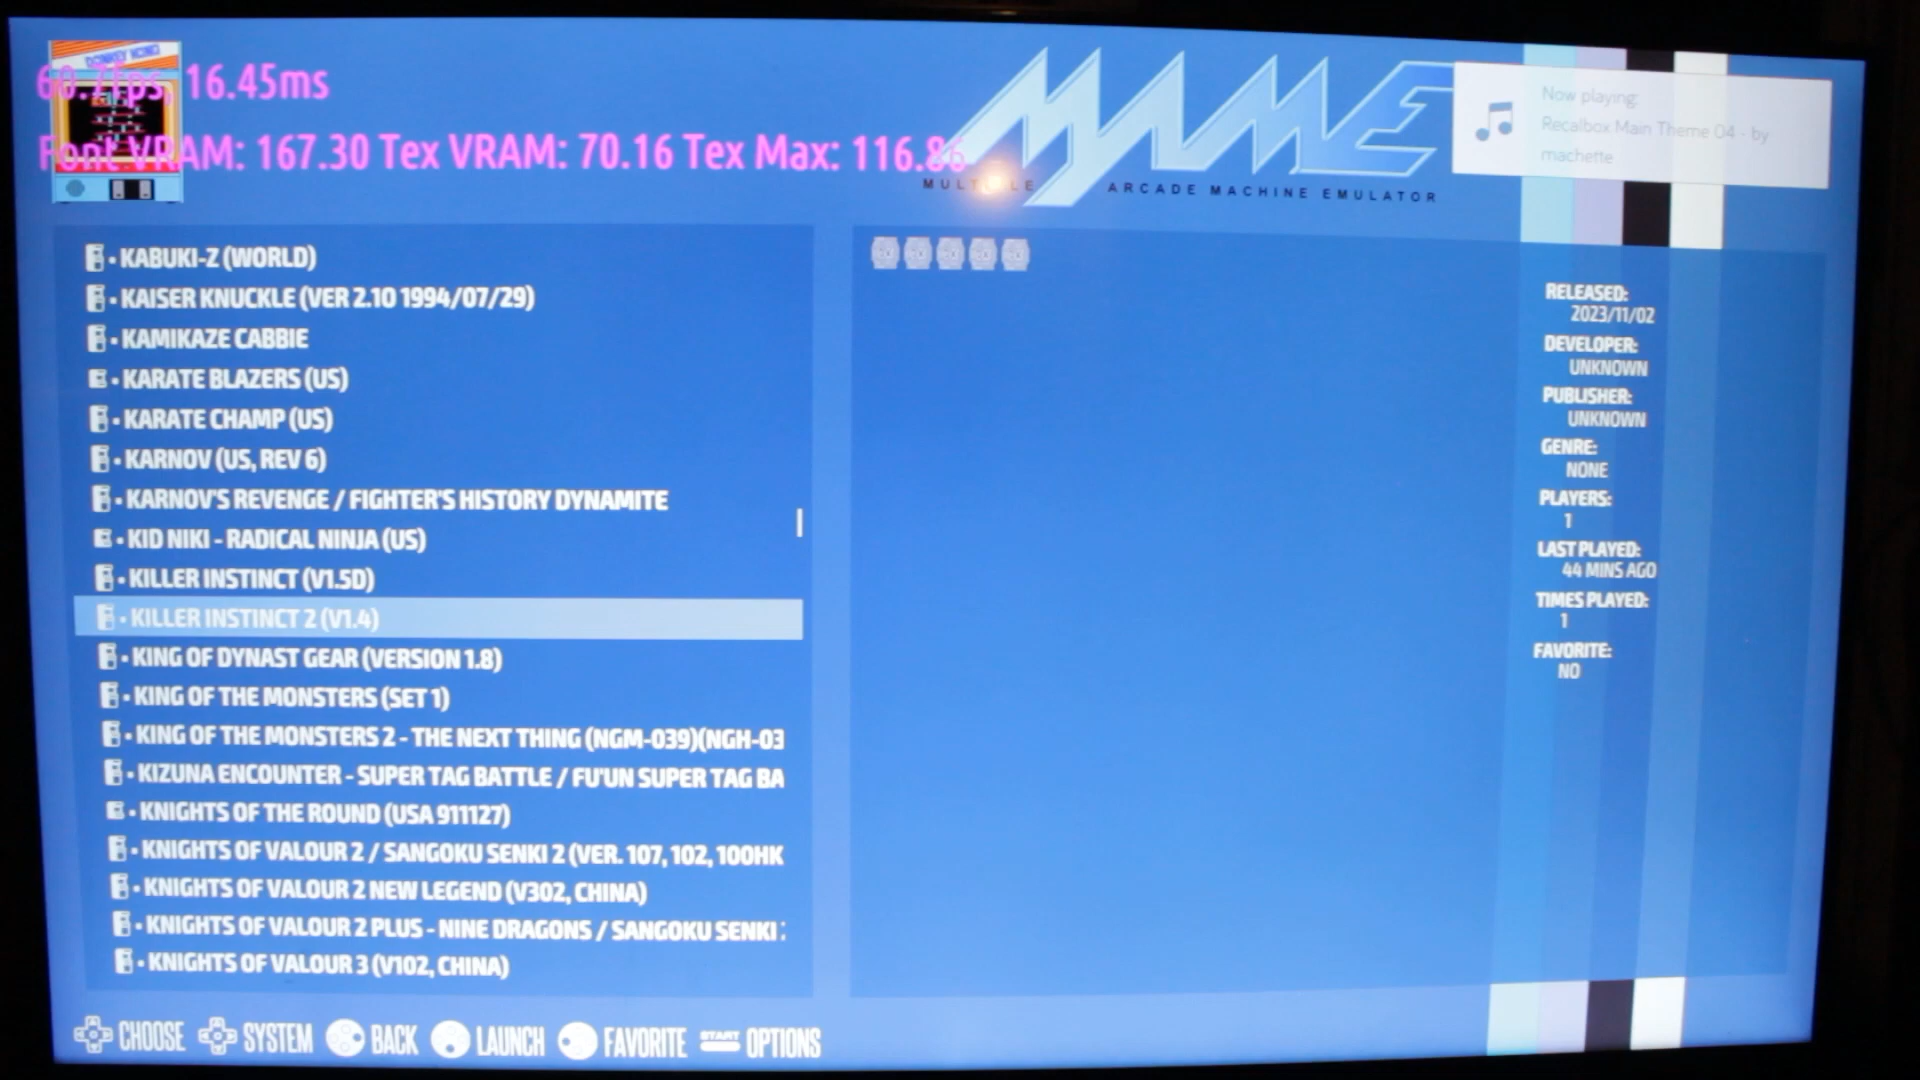 DONKEY KONG
60.7fps, 16.45ms
Font VRAM: 167.30 Tex VRAM: 70.16 Tex Max: 116.86
MAME
ARCADE MACHINE EMULATOR
Now playing:
Recalbox Main Theme 04 - by
machette
KABUKI-Z (WORLD)
KAISER KNUCKLE (VER 2.10 1994/07/29)
KAMIKAZE CABBIE
KARATE BLAZERS (US)
KARATE CHAMP (US)
KARNOV (US, REV 6)
KARNOV'S REVENGE / FIGHTER'S HISTORY DYNAMITE
KID NIKI - RADICAL NINJA (US)
KILLER INSTINCT (V1.5D)
KILLER INSTINCT 2 (V1.4)
KING OF DYNAST GEAR (VERSION 1.8)
KING OF THE MONSTERS (SET 1)
KING OF THE MONSTERS 2 - THE NEXT THING (NGM-039)(NGH-03
KIZUNA ENCOUNTER - SUPER TAG BATTLE / FU'UN SUPER TAG BA
KNIGHTS OF THE ROUND (USA 911127)
KNIGHTS OF VALOUR 2 / SANGOKU SENKI 2 (VER. 107, 102, 100HK
KNIGHTS OF VALOUR 2 NEW LEGEND (V302, CHINA)
KNIGHTS OF VALOUR 2 PLUS - NINE DRAGONS / SANGOKU SENKI
KNIGHTS OF VALOUR 3 (V102, CHINA)
RELEASED:
2023/11/02
DEVELOPER:
UNKNOWN
PUBLISHER:
UNKNOWN
GENRE:
NONE
PLAYERS:
1
LAST PLAYED:
44 MINS AGO
TIMES PLAYED:
1
FAVORITE:
NO
CHOOSE SYSTEM BACK LAUNCH FAVORITE START OPTIONS